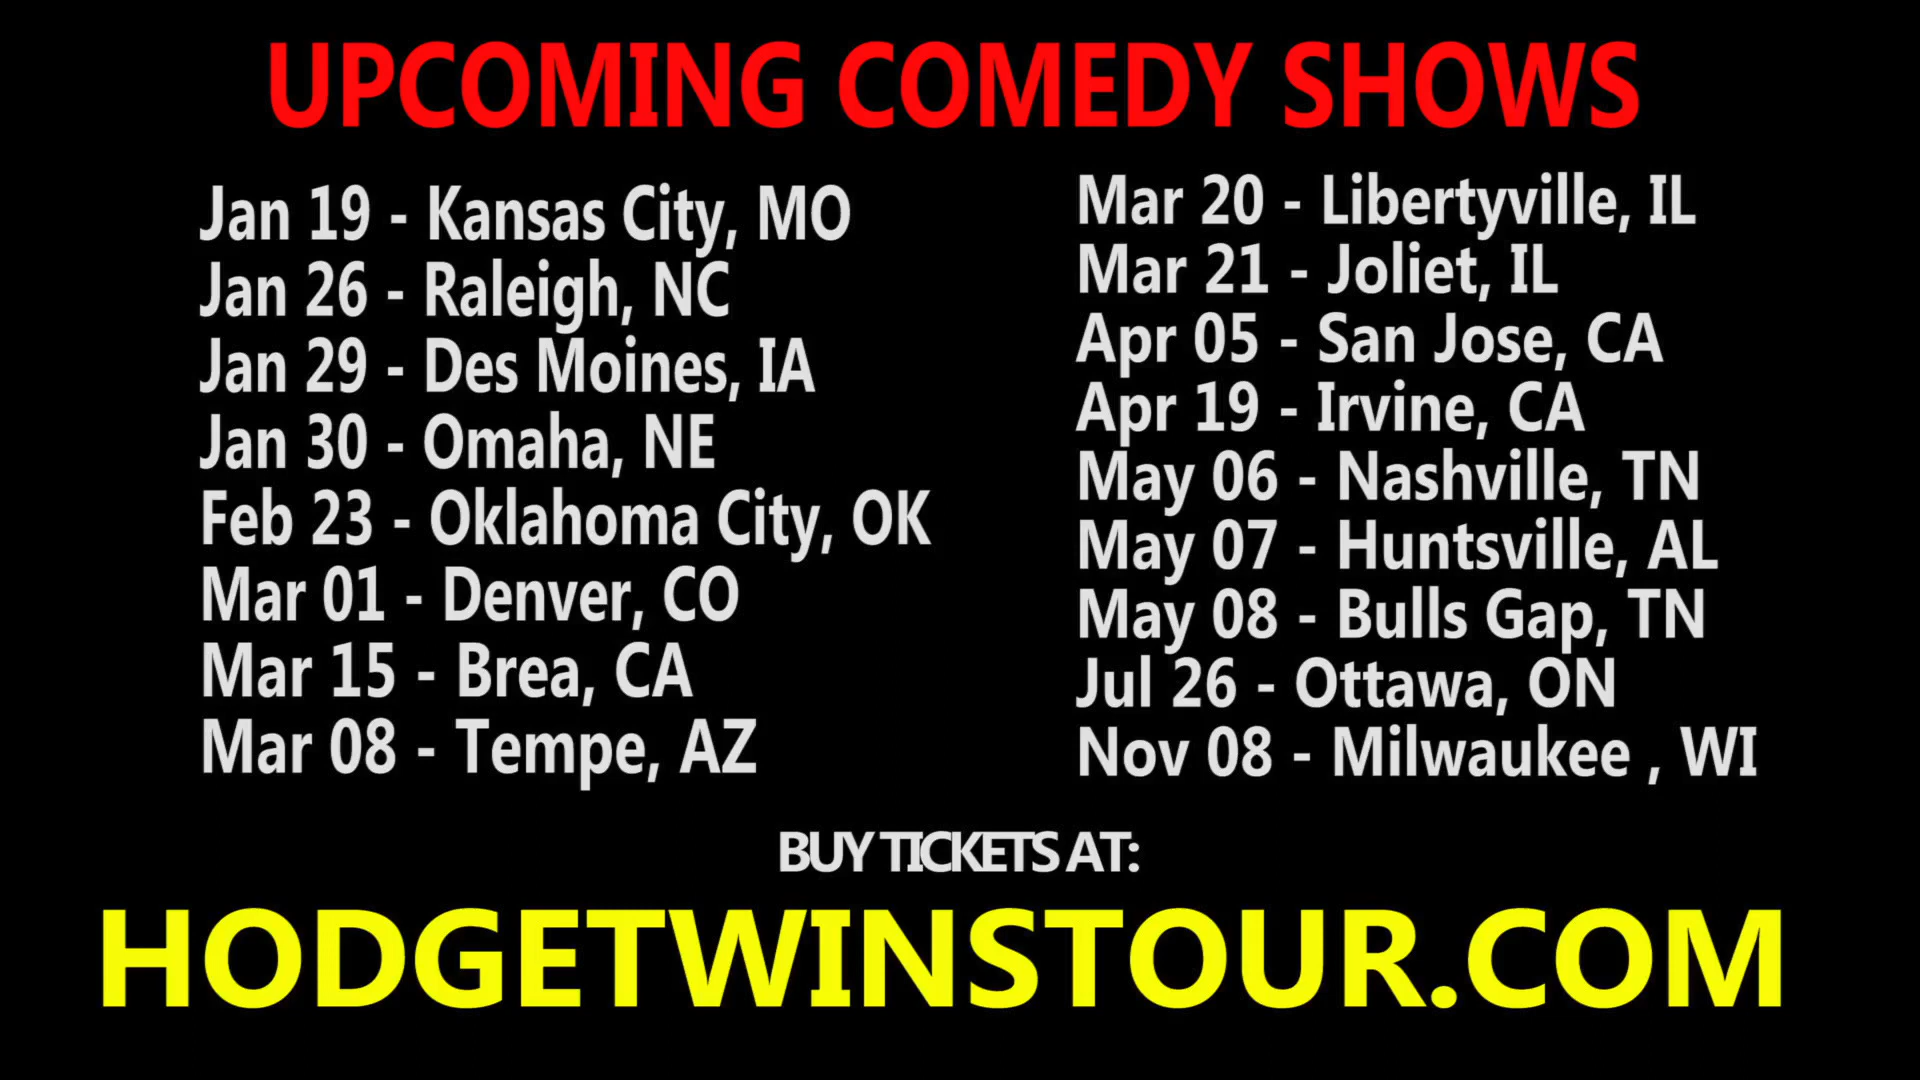 UPCOMING COMEDY SHOWS
Jan 19 - Kansas City, MO
Jan 26 - Raleigh, NC
Jan 29 - Des Moines, IA
Jan 30 - Omaha, NE
Feb 23 - Oklahoma City, OK
Mar 01 - Denver, CO
Mar 15 - Brea, CA
Mar 08 - Tempe, AZ
Mar 20 - Libertyville, IL
Mar 21 - Joliet, IL
Apr 05 - San Jose, CA
Apr 19 - Irvine, CA
May 06 - Nashville, TN
May 07 - Huntsville, AL
May 08 - Bulls Gap, TN
Jul 26 - Ottawa, ON
Nov 08 - Milwaukee , WI
BUY TICKETS AT:
HODGETWINSTOUR.COM